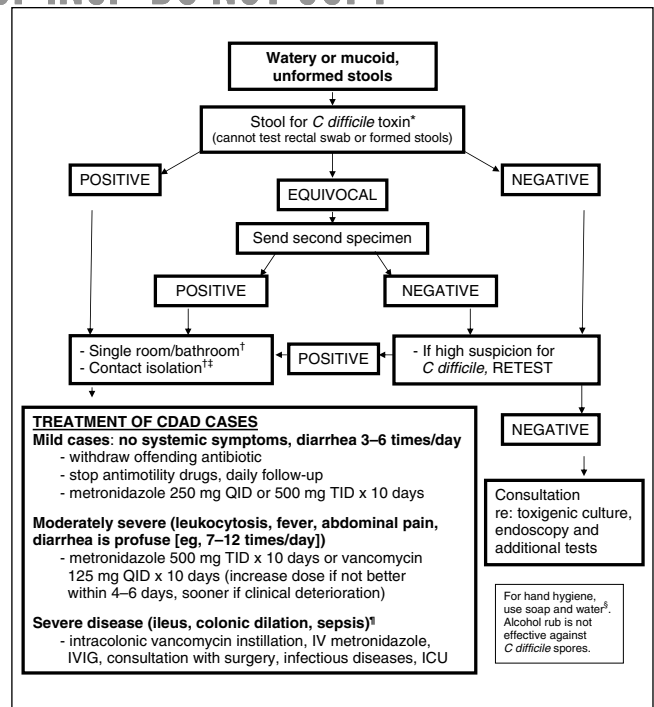 Watery or mucoid,
unformed stools
Stool for C difficile toxin*
(cannot test rectal swab or formed stools)
POSITIVE
EQUIVOCAL
NEGATIVE
Send second specimen
POSITIVE
NEGATIVE
- Single room/bathroom†
- Contact isolation†‡
POSITIVE
- If high suspicion for
C difficile, RETEST
TREATMENT OF CDAD CASES
Mild cases: no systemic symptoms, diarrhea 3–6 times/day
- withdraw offending antibiotic
- stop antimotility drugs, daily follow-up
- metronidazole 250 mg QID or 500 mg TID x 10 days
Moderately severe (leukocytosis, fever, abdominal pain,
diarrhea is profuse [eg, 7–12 times/day])
- metronidazole 500 mg TID x 10 days or vancomycin
125 mg QID x 10 days (increase dose if not better
within 4–6 days, sooner if clinical deterioration)
Severe disease (ileus, colonic dilation, sepsis)¶
- intracolonic vancomycin instillation, IV metronidazole,
IVIG, consultation with surgery, infectious diseases, ICU
NEGATIVE
Consultation
re: toxigenic culture,
endoscopy and
additional tests
For hand hygiene,
use soap and water§.
Alcohol rub is not
effective against
C difficile spores.